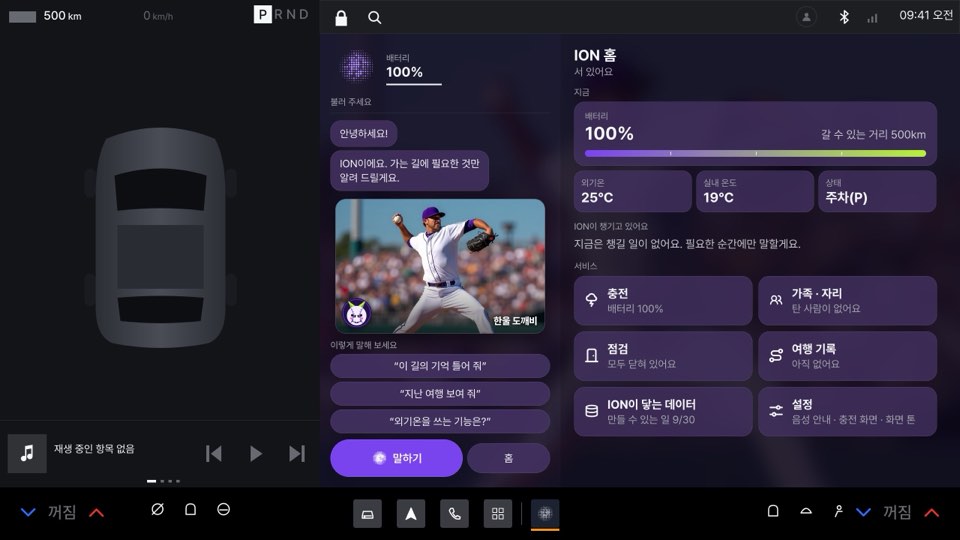 500 km
0 km/h
P R N D
09:41 오전
배터리
100%
불러 주세요
안녕하세요!
ION이에요. 가는 길에 필요한 것만
알려 드릴게요.
한울 도깨비
이렇게 말해 보세요
“이 길의 기억 틀어 줘”
“지난 여행 보여 줘”
“외기온을 쓰는 기능은?”
말하기
홈
ION 홈
서 있어요
지금
배터리
100%
갈 수 있는 거리 500km
외기온
25°C
실내 온도
19°C
상태
주차(P)
ION이 챙기고 있어요
지금은 챙길 일이 없어요. 필요한 순간에만 말할게요.
서비스
충전
배터리 100%
가족 · 자리
탄 사람이 없어요
점검
모두 닫혀 있어요
여행 기록
아직 없어요
ION이 닿는 데이터
만들 수 있는 일 9/30
설정
음성 안내 · 충전 화면 · 화면 톤
재생 중인 항목 없음
꺼짐
꺼짐